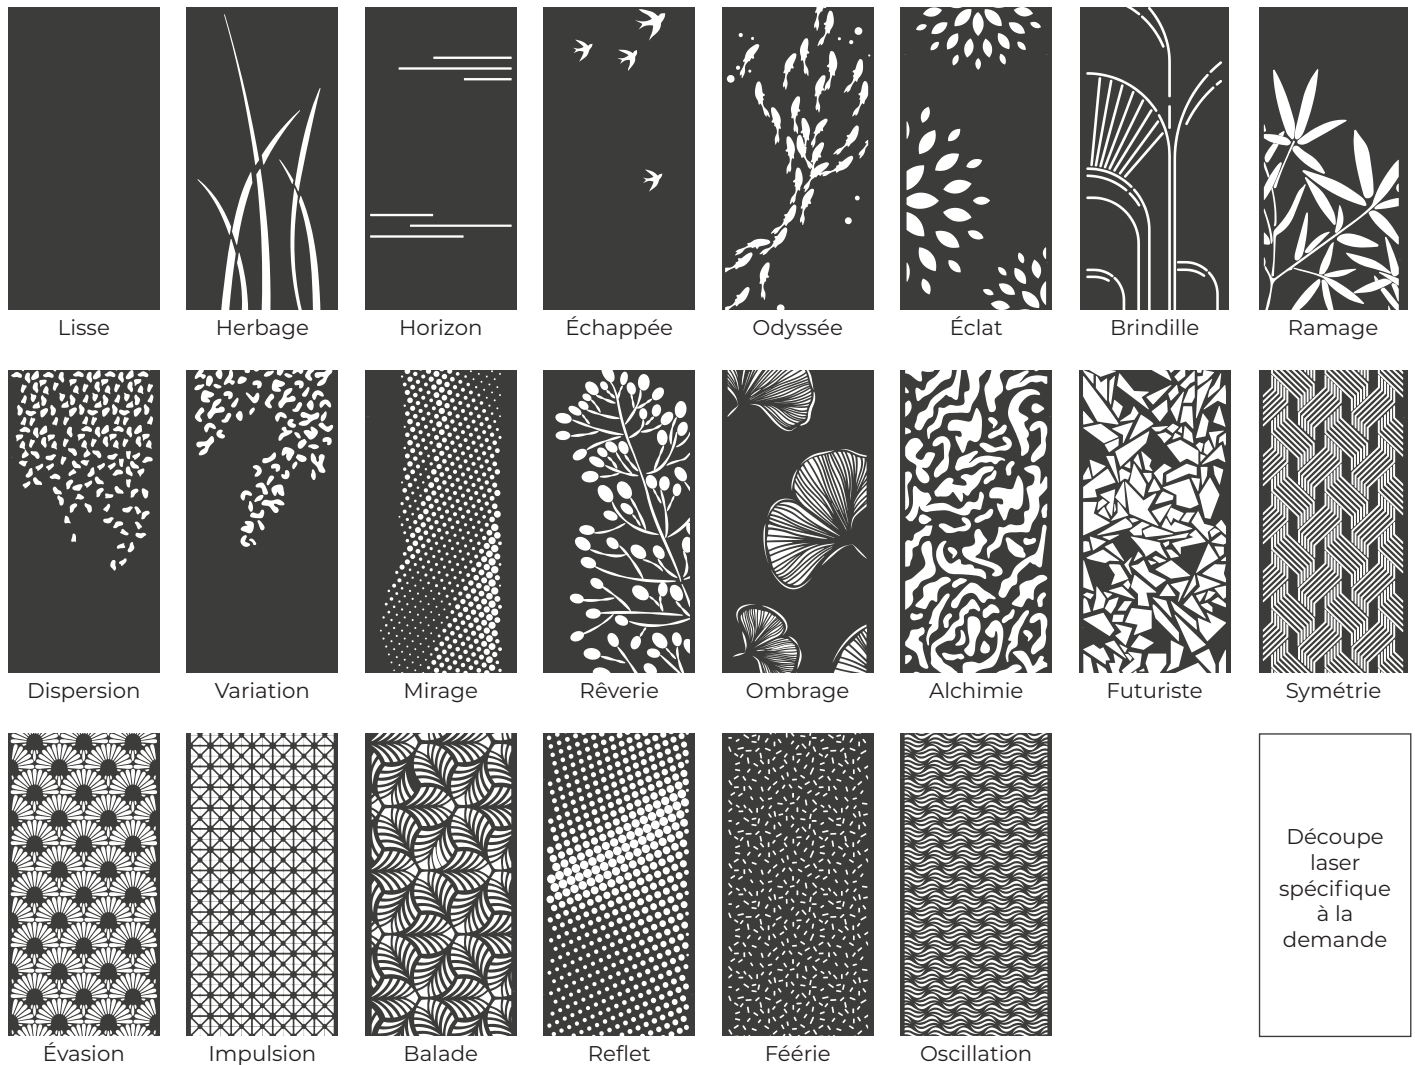 Lisse
Herbage
Horizon
Échappée
Odyssée
Éclat
Brindille
Ramage
Dispersion
Variation
Mirage
Rêverie
Ombrage
Alchimie
Futuriste
Symétrie
Découpe
laser
spécifique
à la
demande
Évasion
Impulsion
Balade
Reflet
Féérie
Oscillation